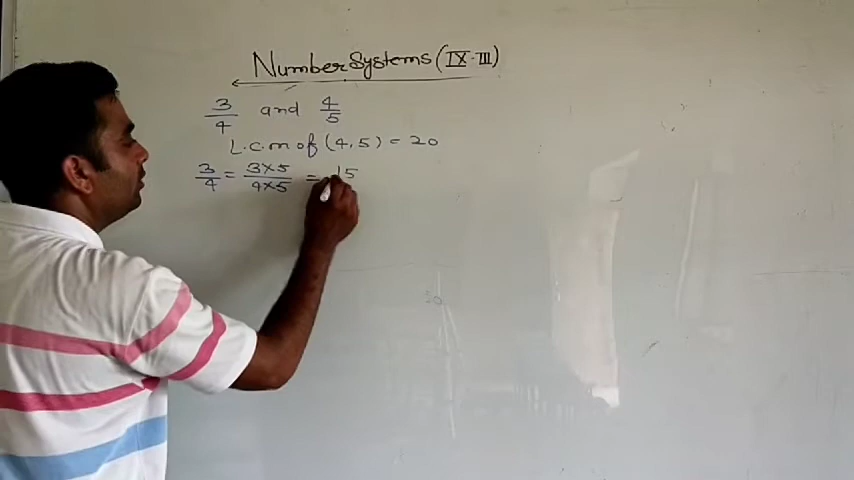 Number Systems (IX-III)
3/4 and 4/5
L.C.m of (4,5) = 20
3/4 = 3×5/4×5 = 15
20